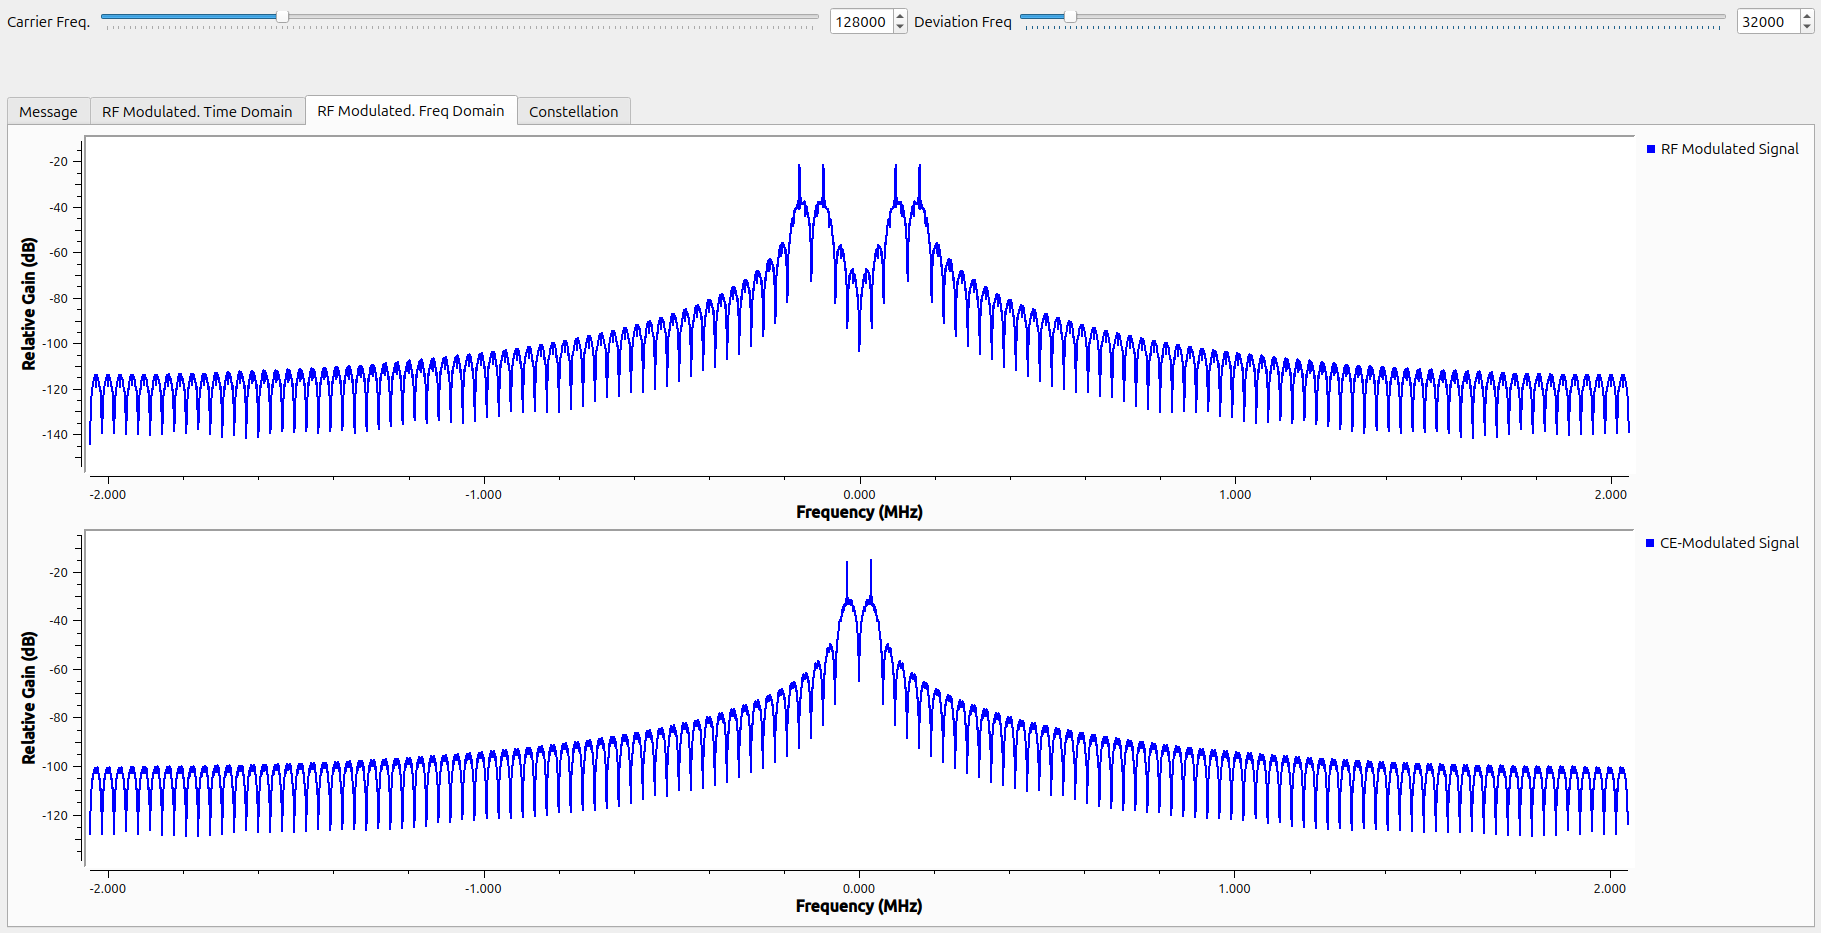 Carrier Freq. 128000 Deviation Freq 32000
Message RF Modulated. Time Domain RF Modulated. Freq Domain Constellation
RF Modulated Signal
Relative Gain (dB)
-20
-40
-60
-80
-100
-120
-140
-2.000 -1.000 0.000 1.000 2.000
Frequency (MHz)
CE-Modulated Signal
Relative Gain (dB)
-20
-40
-60
-80
-100
-120
-2.000 -1.000 0.000 1.000 2.000
Frequency (MHz)